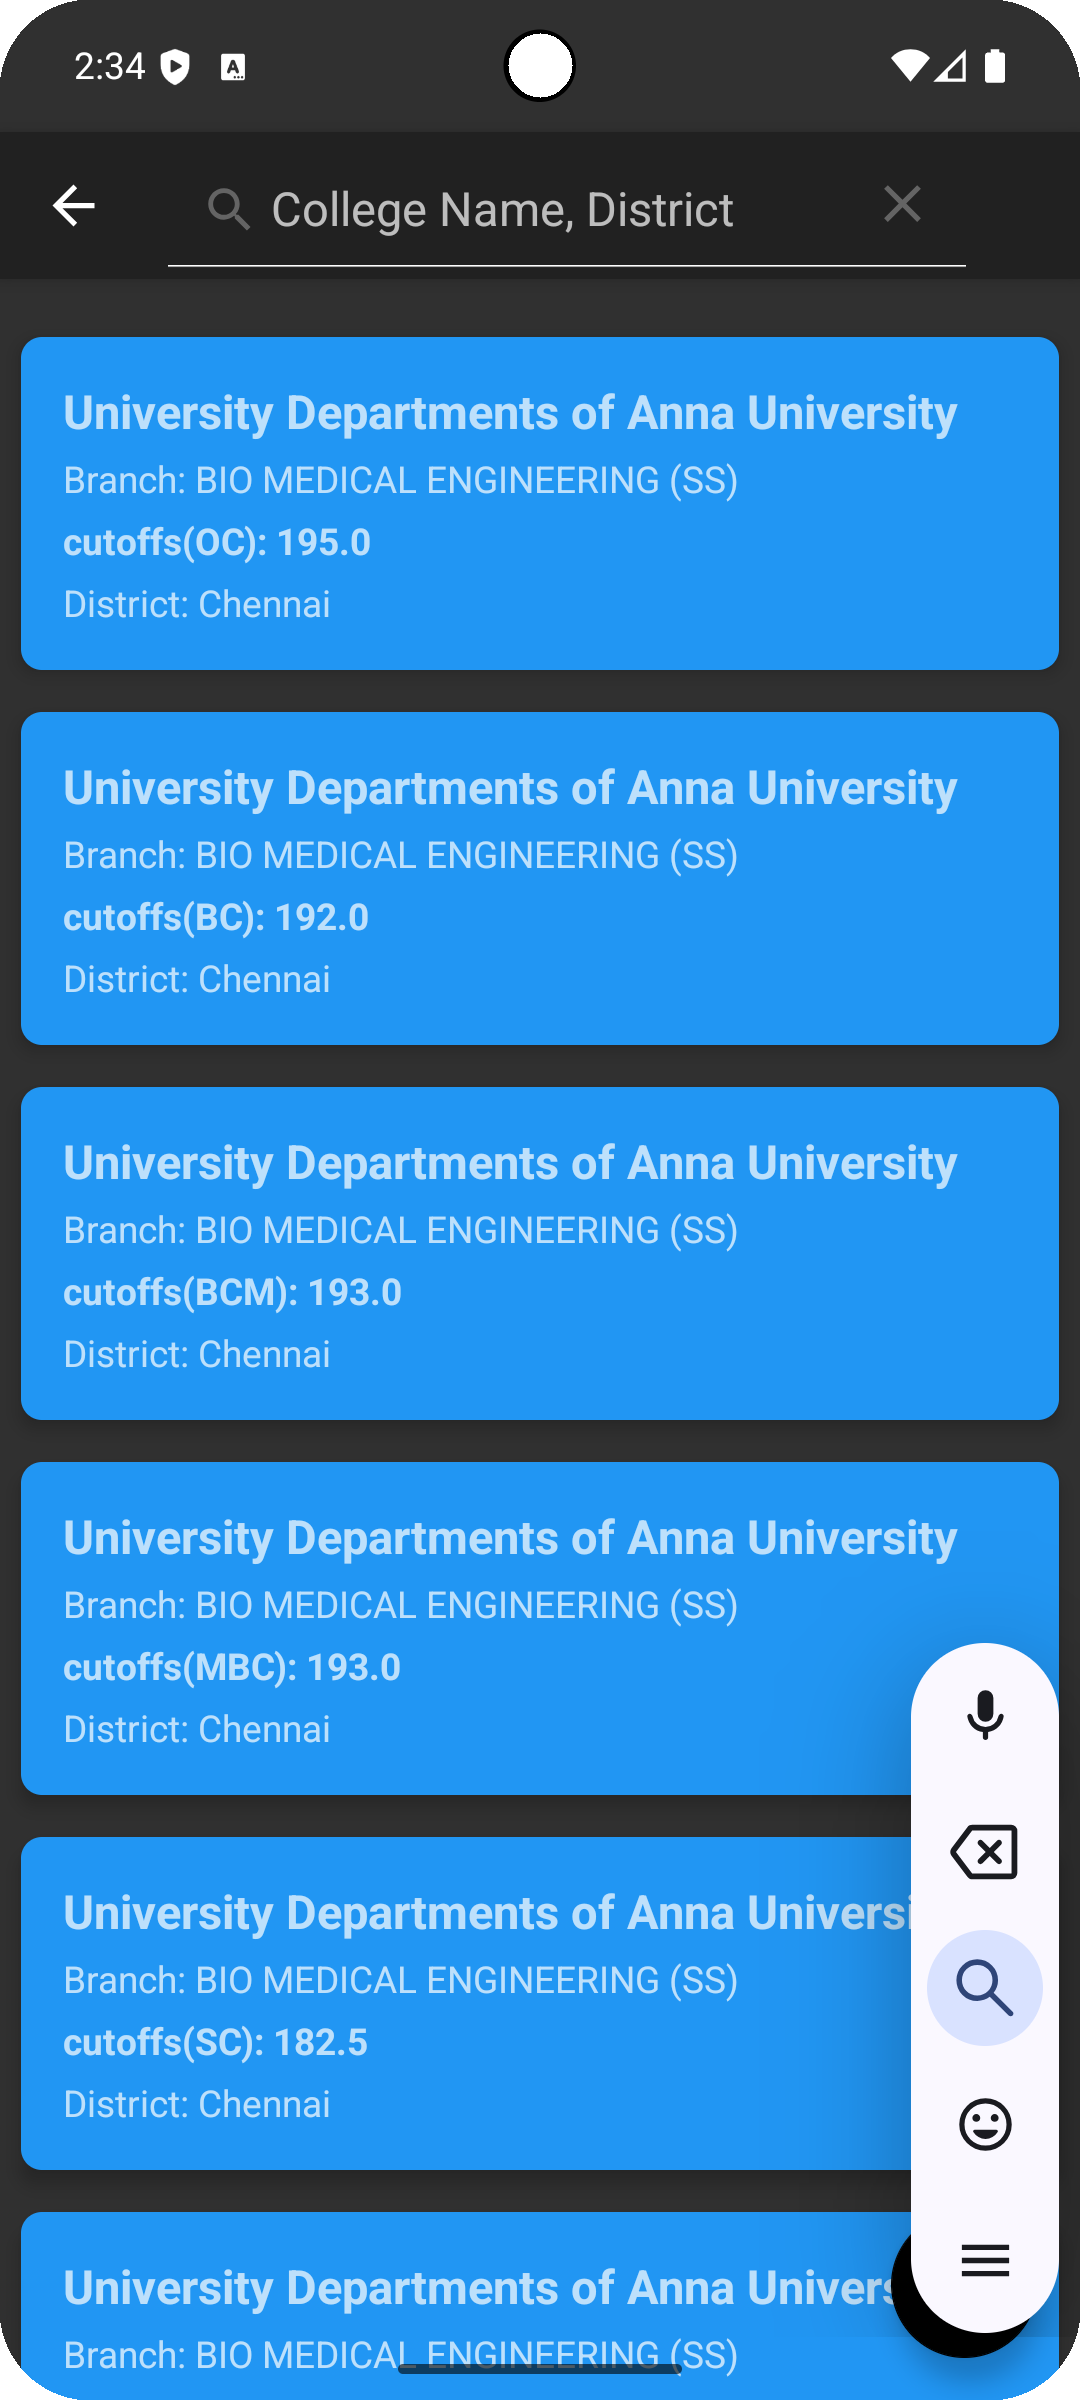 2:34
College Name, District
University Departments of Anna University
Branch: BIO MEDICAL ENGINEERING (SS)
cutoffs(OC): 195.0
District: Chennai
University Departments of Anna University
Branch: BIO MEDICAL ENGINEERING (SS)
cutoffs(BC): 192.0
District: Chennai
University Departments of Anna University
Branch: BIO MEDICAL ENGINEERING (SS)
cutoffs(BCM): 193.0
District: Chennai
University Departments of Anna University
Branch: BIO MEDICAL ENGINEERING (SS)
cutoffs(MBC): 193.0
District: Chennai
University Departments of Anna
Branch: BIO MEDICAL ENGINEERING (SS)
cutoffs(SC): 182.5
District: Chennai
University Departments of Anna
Branch: BIO MEDICAL ENGINEERING (SS)